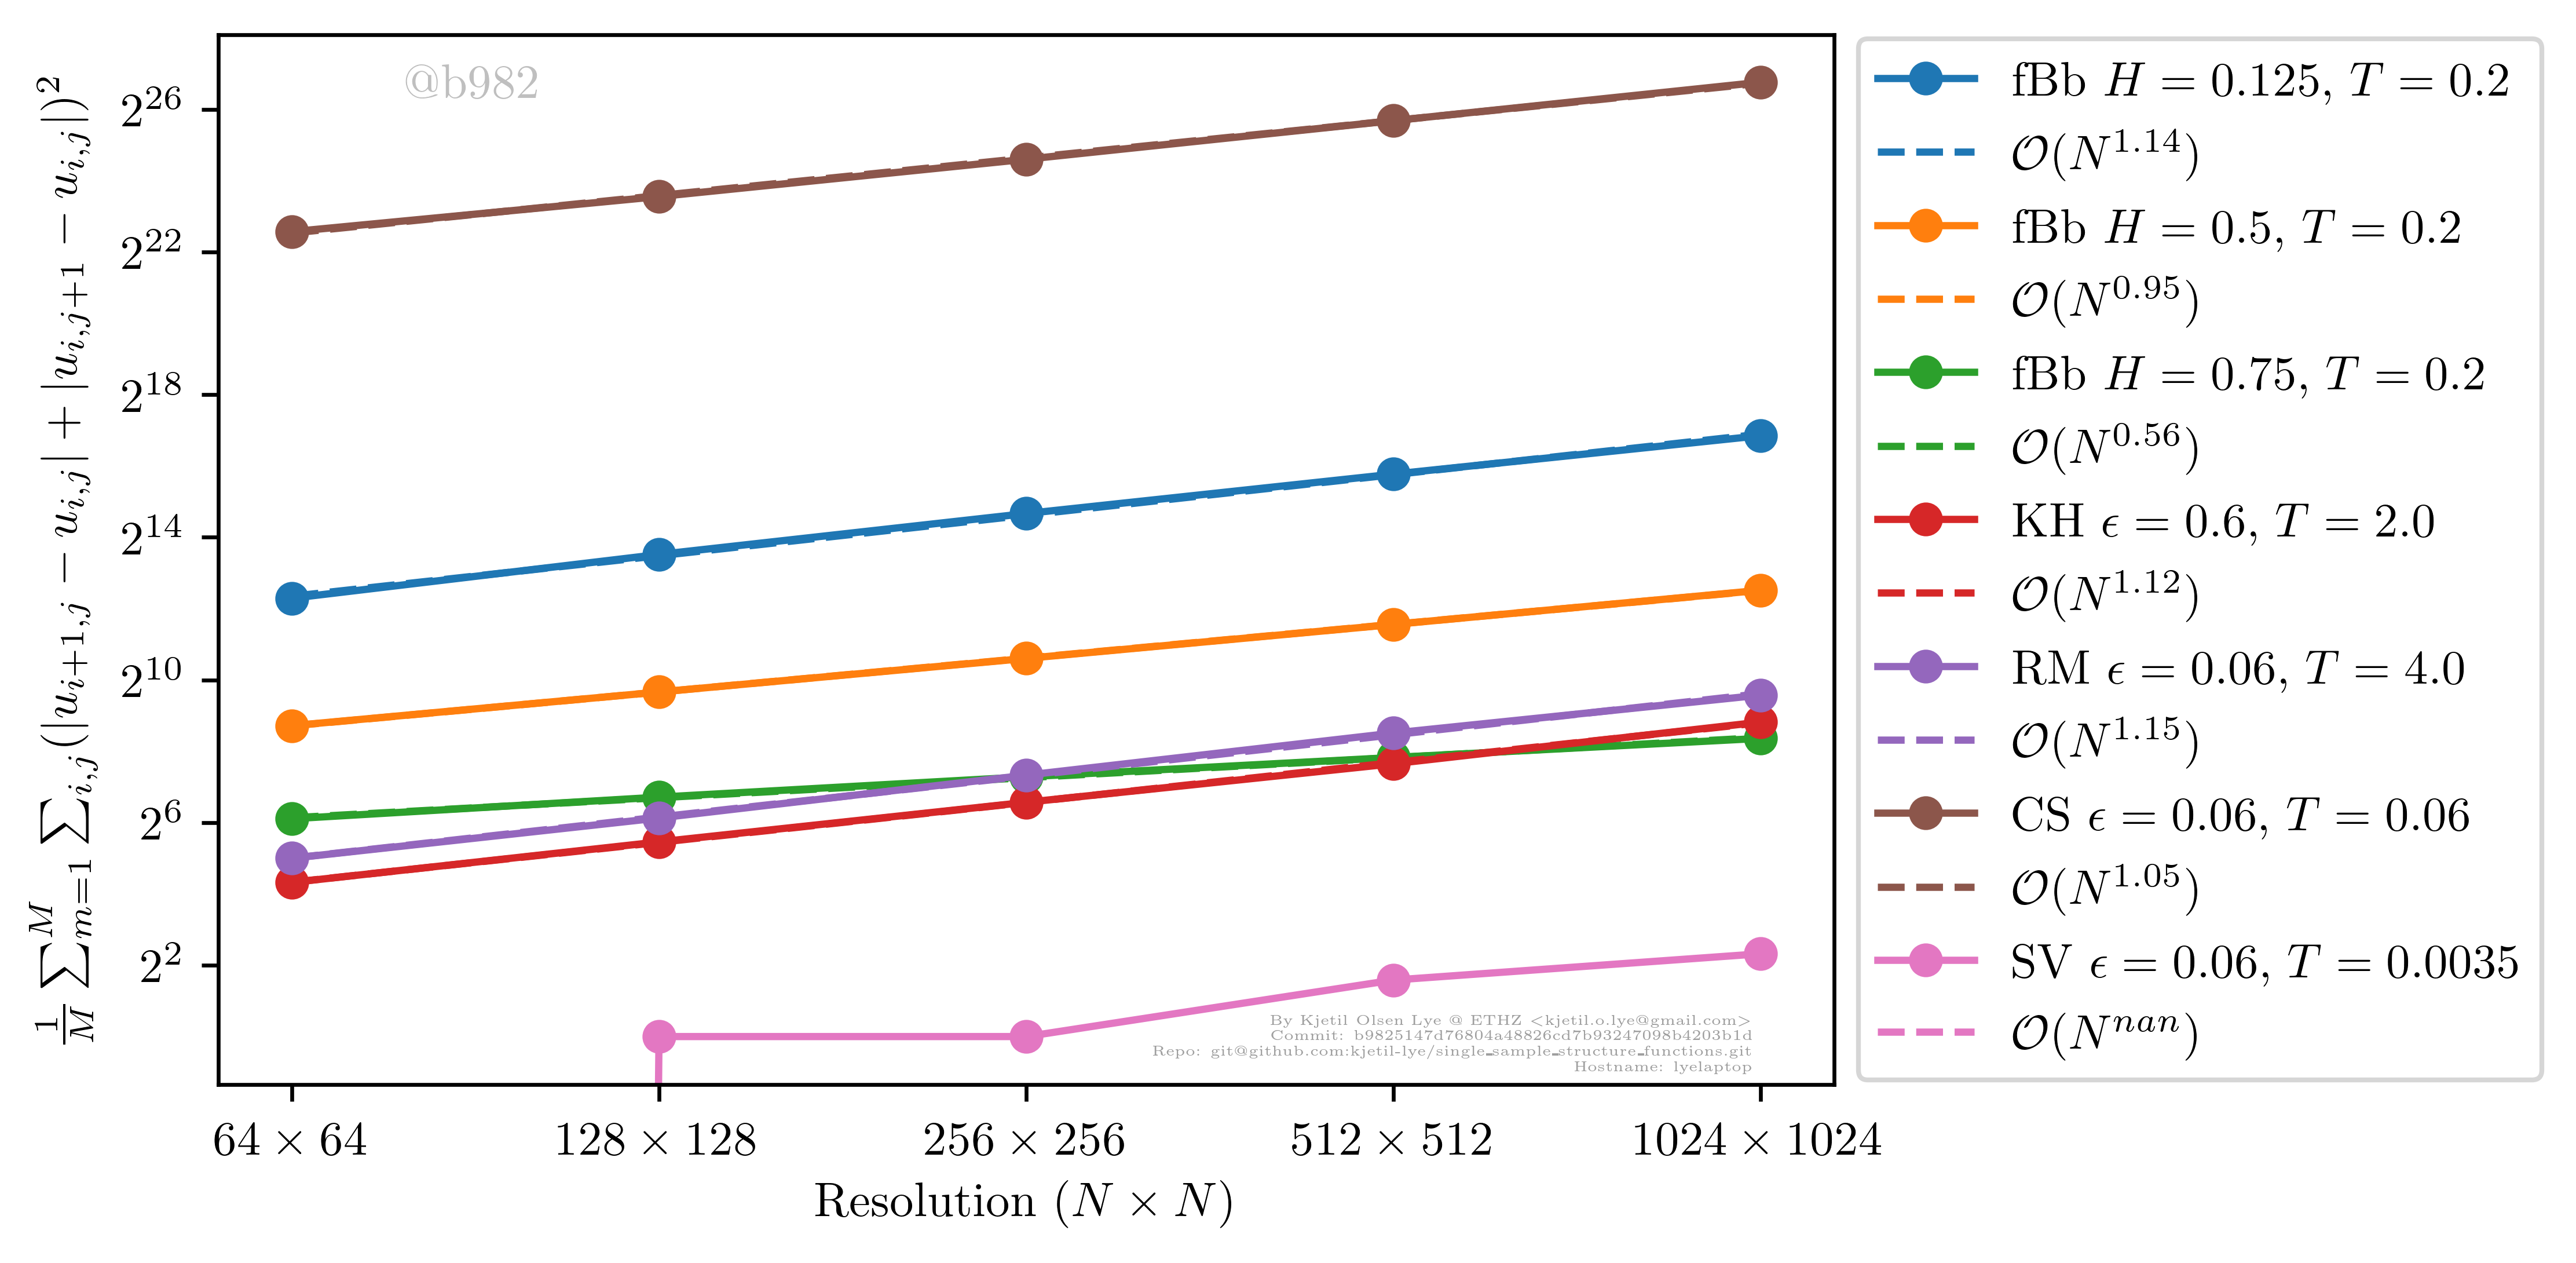 @b982
2^{26}
2^{22}
2^{18}
2^{14}
2^{10}
2^{6}
2^{2}
\frac{1}{M} \sum_{m=1}^{M} \sum_{i,j} (|u_{i+1,j} - u_{i,j}| + |u_{i,j+1} - u_{i,j}|)^2
By Kjetil Olsen Lye @ ETHZ <kjetil.o.lye@gmail.com>
Commit: b9825147d76804a48826cd7b93247098b4203b1d
Repo: git@github.com:kjetil-lye/single_sample_structure_functions.git
Hostname: lyelaptop
64 × 64
128 × 128
256 × 256
512 × 512
1024 × 1024
Resolution (N × N)
fBb H = 0.125, T = 0.2
O(N^{1.14})
fBb H = 0.5, T = 0.2
O(N^{0.95})
fBb H = 0.75, T = 0.2
O(N^{0.56})
KH ϵ = 0.6, T = 2.0
O(N^{1.12})
RM ϵ = 0.06, T = 4.0
O(N^{1.15})
CS ϵ = 0.06, T = 0.06
O(N^{1.05})
SV ϵ = 0.06, T = 0.0035
O(N^{nan})